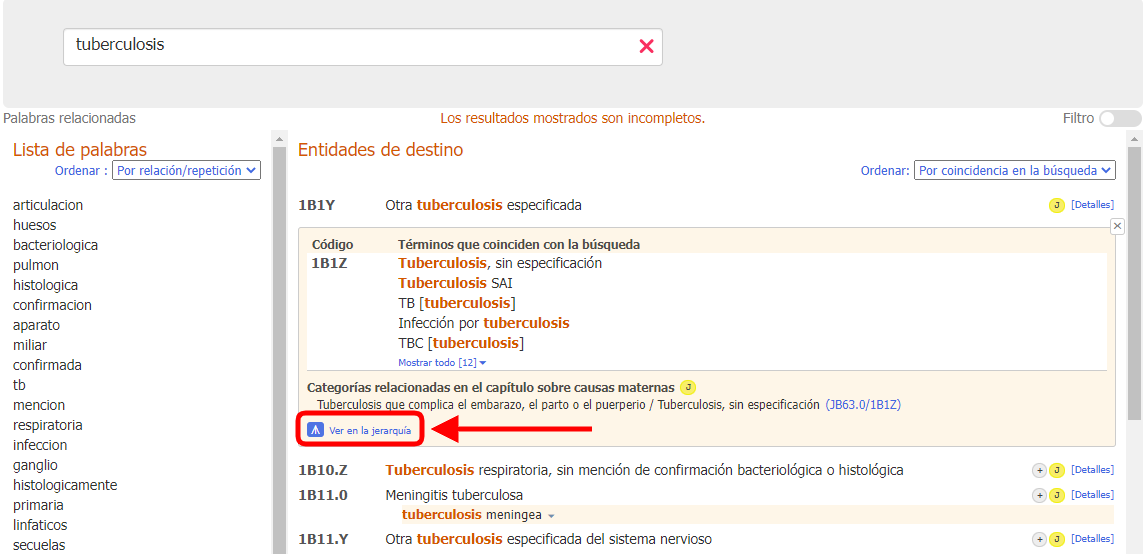 tuberculosis
Palabras relacionadas
Los resultados mostrados son incompletos.
Filtro
Lista de palabras
Ordenar : Por relación/repetición
articulacion
huesos
bacteriologica
pulmon
histologica
confirmacion
aparato
miliar
confirmada
tb
mencion
respiratoria
infeccion
ganglio
histologicamente
primaria
linfaticos
secuelas
Entidades de destino
Ordenar: Por coincidencia en la búsqueda
1B1Y Otra tuberculosis especificada J [Detalles]
Código Términos que coinciden con la búsqueda
1B1Z Tuberculosis, sin especificación
Tuberculosis SAI
TB [tuberculosis]
Infección por tuberculosis
TBC [tuberculosis]
Mostrar todo [12]
Categorías relacionadas en el capítulo sobre causas maternas J
Tuberculosis que complica el embarazo, el parto o el puerperio / Tuberculosis, sin especificación (JB63.0/1B1Z)
Ver en la jerarquía
1B10.Z Tuberculosis respiratoria, sin mención de confirmación bacteriológica o histológica + J [Detalles]
1B11.0 Meningitis tuberculosa + J [Detalles]
tuberculosis meningea
1B11.Y Otra tuberculosis especificada del sistema nervioso + J [Detalles]